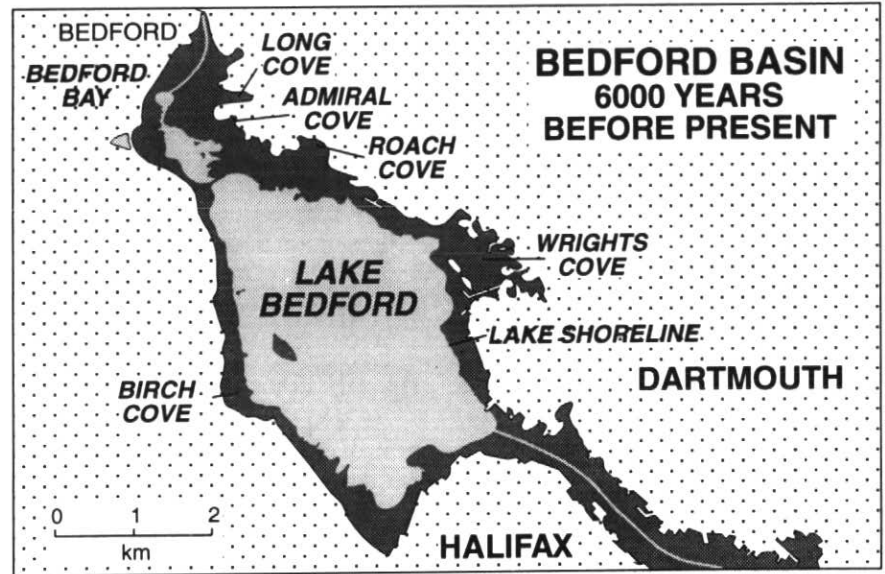 BEDFORD
BEDFORD
BAY
LONG
COVE
ADMIRAL
COVE
ROACH
COVE
BEDFORD BASIN
6000 YEARS
BEFORE PRESENT
WRIGHTS
COVE
LAKE
BEDFORD
LAKE SHORELINE
DARTMOUTH
BIRCH
COVE
0 1 2
km
HALIFAX